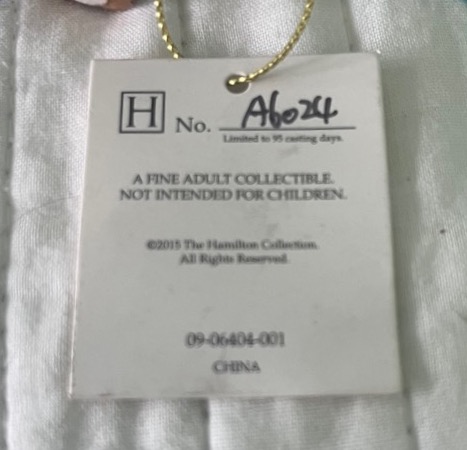 H No. A6024
Limited to 95 casting days.
A FINE ADULT COLLECTIBLE.
NOT INTENDED FOR CHILDREN.
©2015 The Hamilton Collection.
All Rights Reserved.
09-06404-001
CHINA